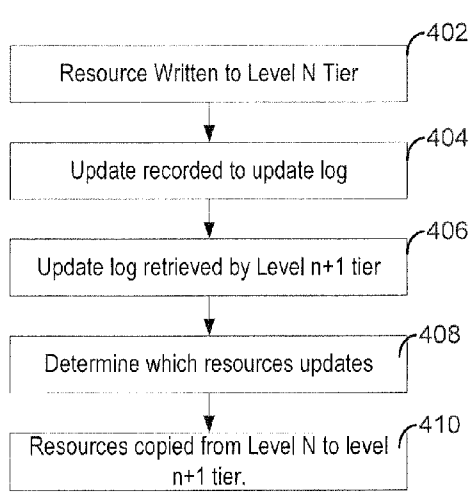 402
Resource Written to Level N Tier
404
Update recorded to update log
406
Update log retrieved by Level n+1 tier
408
Determine which resources updates
410
Resources copied from Level N to level
n+1 tier.